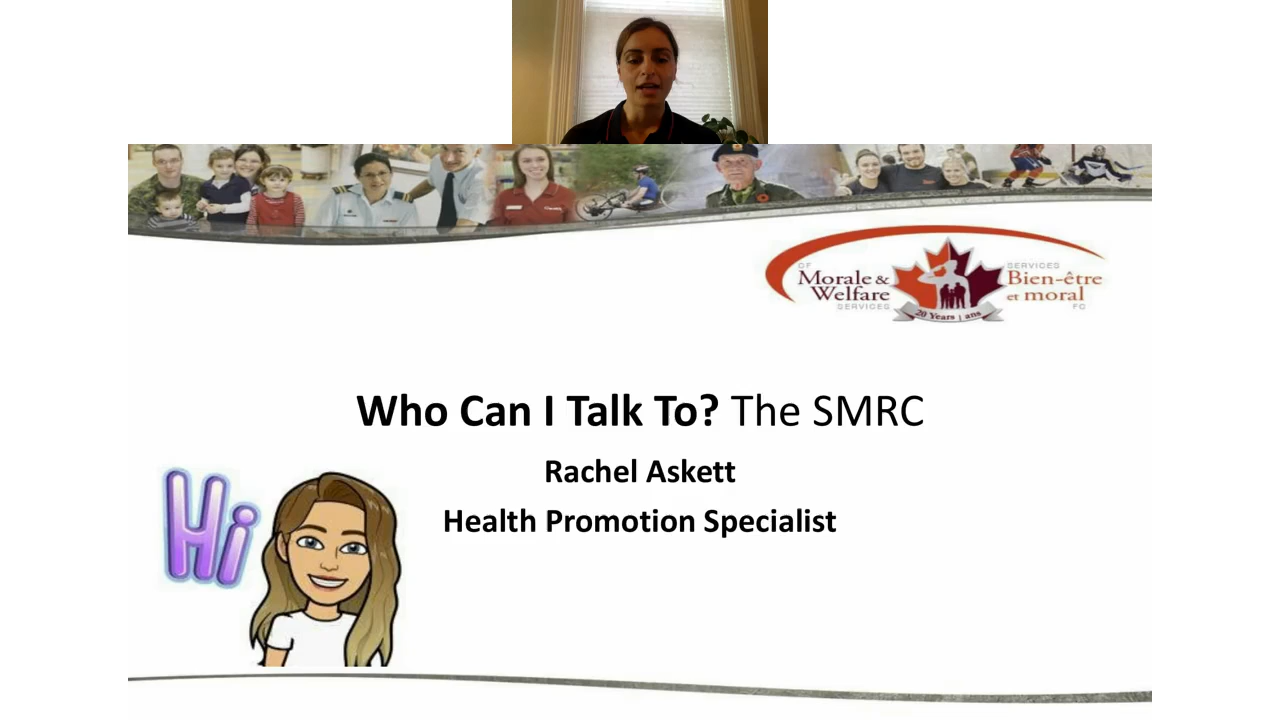 CF
Morale &
Welfare
SERVICES
SERVICES
Bien-être
et moral
FC
20 Years | ans
Who Can I Talk To? The SMRC
Rachel Askett
Health Promotion Specialist
Hi